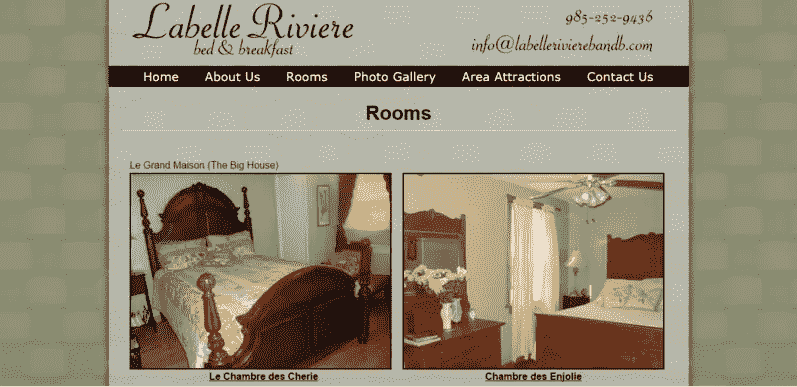 Labelle Riviere
bed & breakfast
985-252-9436
info@labellerivierebandb.com
Home About Us Rooms Photo Gallery Area Attractions Contact Us
Rooms
Le Grand Maison (The Big House)
Le Chambre des Cherie Chambre des Enjolie